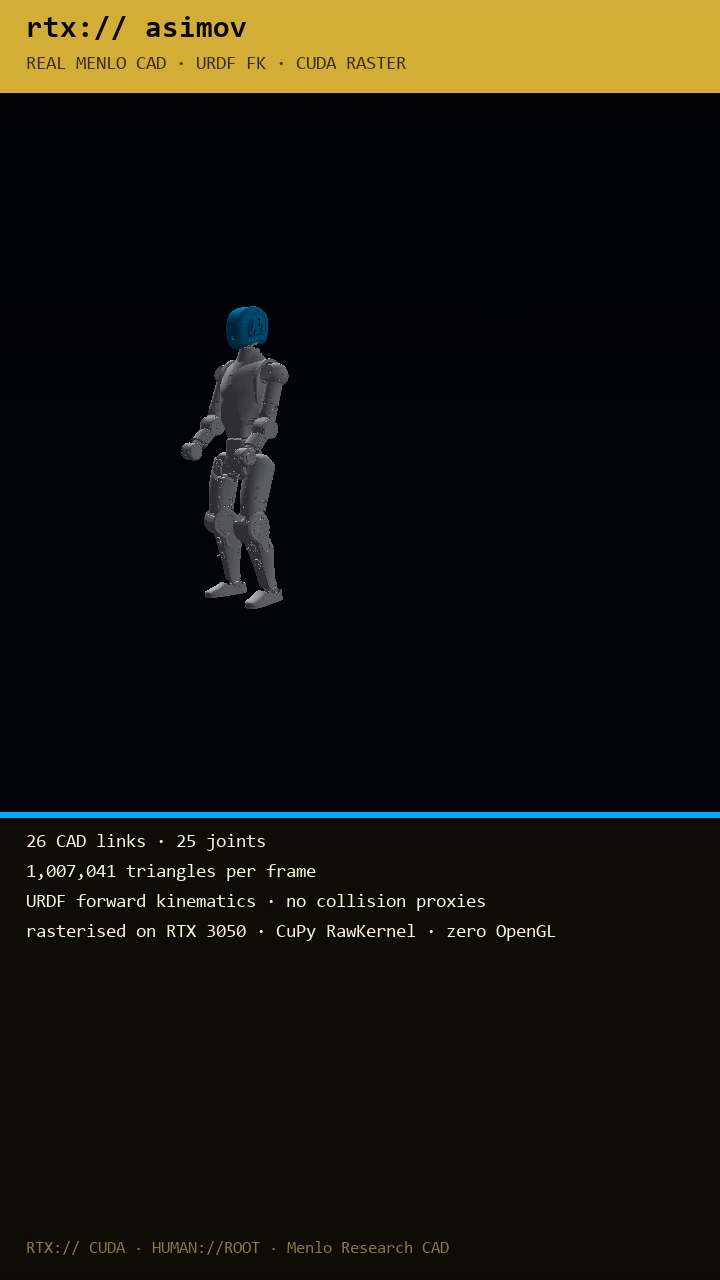 rtx:// asimov
REAL MENLO CAD · URDF FK · CUDA RASTER
26 CAD links · 25 joints
1,007,041 triangles per frame
URDF forward kinematics · no collision proxies
rasterised on RTX 3050 · CuPy RawKernel · zero OpenGL
RTX:// CUDA · HUMAN://ROOT · Menlo Research CAD